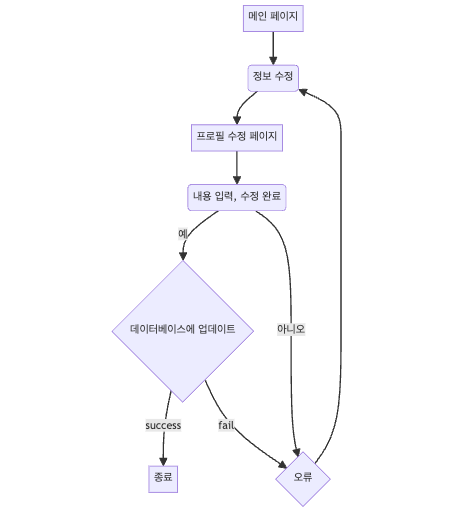 메인 페이지
정보 수정
프로필 수정 페이지
내용 입력, 수정 완료
예
데이터베이스에 업데이트
아니오
success
fail
종료
오류